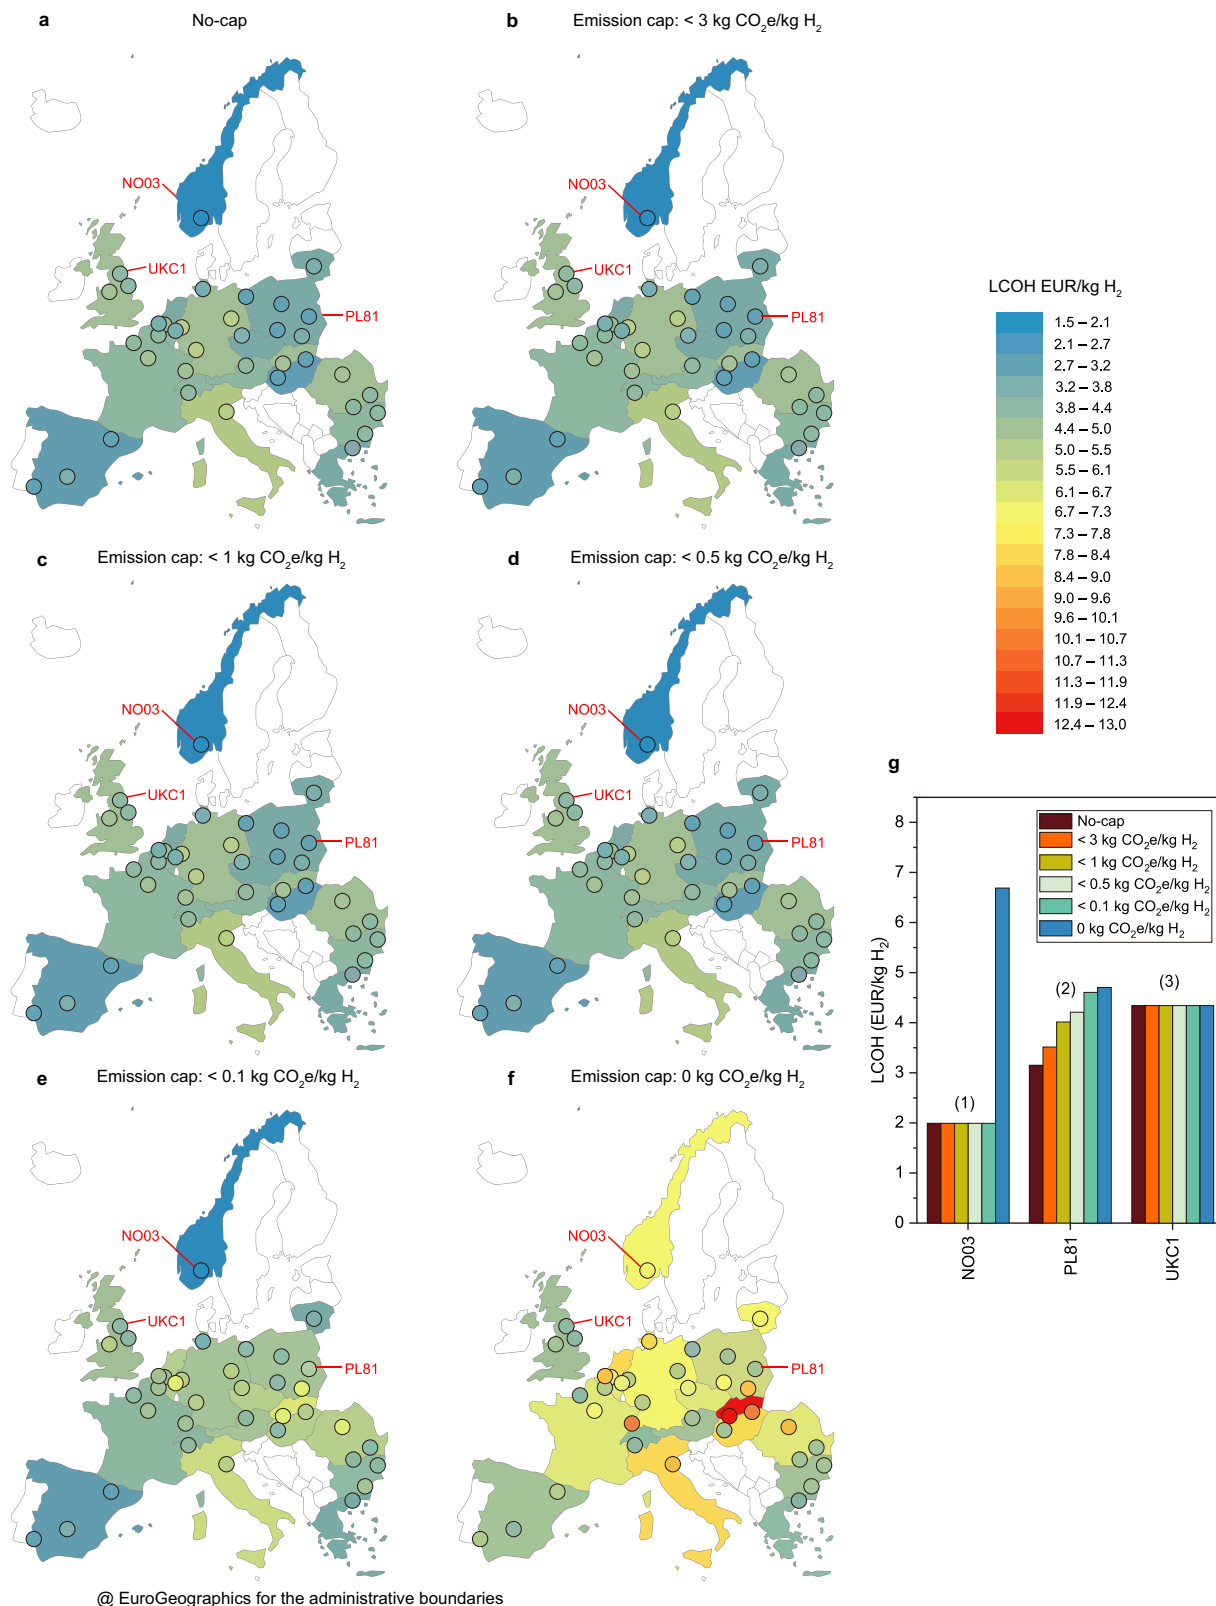 a No-cap
b Emission cap: < 3 kg CO2e/kg H2
NO03
UKC1
PL81
NO03
UKC1
PL81
LCOH EUR/kg H2
1.5 – 2.1
2.1 – 2.7
2.7 – 3.2
3.2 – 3.8
3.8 – 4.4
4.4 – 5.0
5.0 – 5.5
5.5 – 6.1
6.1 – 6.7
6.7 – 7.3
7.3 – 7.8
7.8 – 8.4
8.4 – 9.0
9.0 – 9.6
9.6 – 10.1
10.1 – 10.7
10.7 – 11.3
11.3 – 11.9
11.9 – 12.4
12.4 – 13.0
c Emission cap: < 1 kg CO2e/kg H2
d Emission cap: < 0.5 kg CO2e/kg H2
NO03
UKC1
PL81
NO03
UKC1
PL81
e Emission cap: < 0.1 kg CO2e/kg H2
f Emission cap: 0 kg CO2e/kg H2
NO03
UKC1
PL81
NO03
UKC1
PL81
g
No-cap
< 3 kg CO2e/kg H2
< 1 kg CO2e/kg H2
< 0.5 kg CO2e/kg H2
< 0.1 kg CO2e/kg H2
0 kg CO2e/kg H2
LCOH (EUR/kg H2)
8
7
6
5
4
3
2
1
0
(1)
(2)
(3)
NO03
PL81
UKC1
@ EuroGeographics for the administrative boundaries